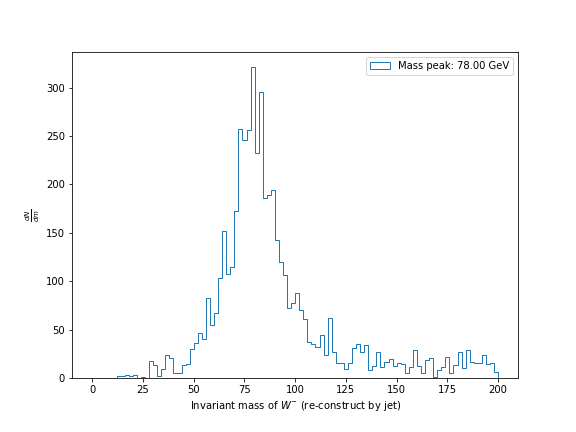 Mass peak: 78.00 GeV
300
250
200
150
100
50
0
dN
dm
0 25 50 75 100 125 150 175 200
Invariant mass of W⁻ (re-construct by jet)